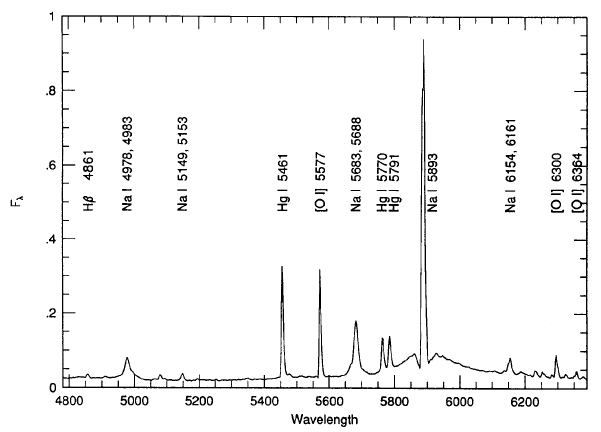 1
.8
.6
.4
.2
0
Fλ
Hβ 4861
Na I 4978, 4983
Na I 5149, 5153
Hg I 5461
[O I] 5577
Na I 5683, 5688
Hg I 5770
Hg I 5791
Na I 5893
Na I 6154, 6161
[O I] 6300
[O I] 6364
4800 5000 5200 5400 5600 5800 6000 6200
Wavelength